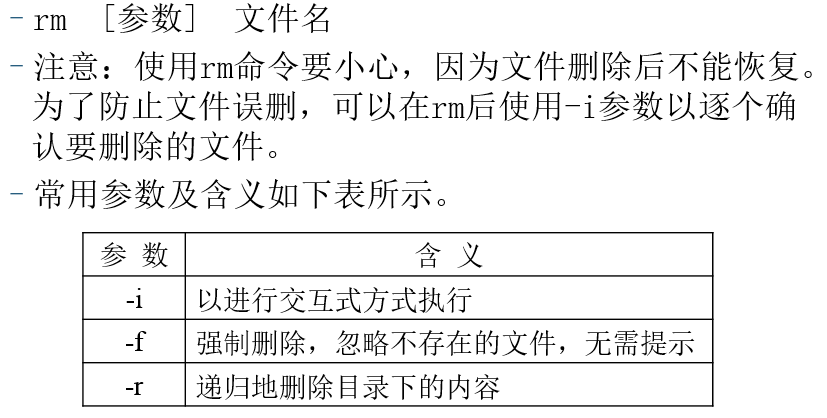 -rm [参数] 文件名
-注意：使用rm命令要小心，因为文件删除后不能恢复。
为了防止文件误删，可以在rm后使用-i参数以逐个确
认要删除的文件。
-常用参数及含义如下表所示。
参 数 含 义
-i 以进行交互式方式执行
-f 强制删除，忽略不存在的文件，无需提示
-r 递归地删除目录下的内容